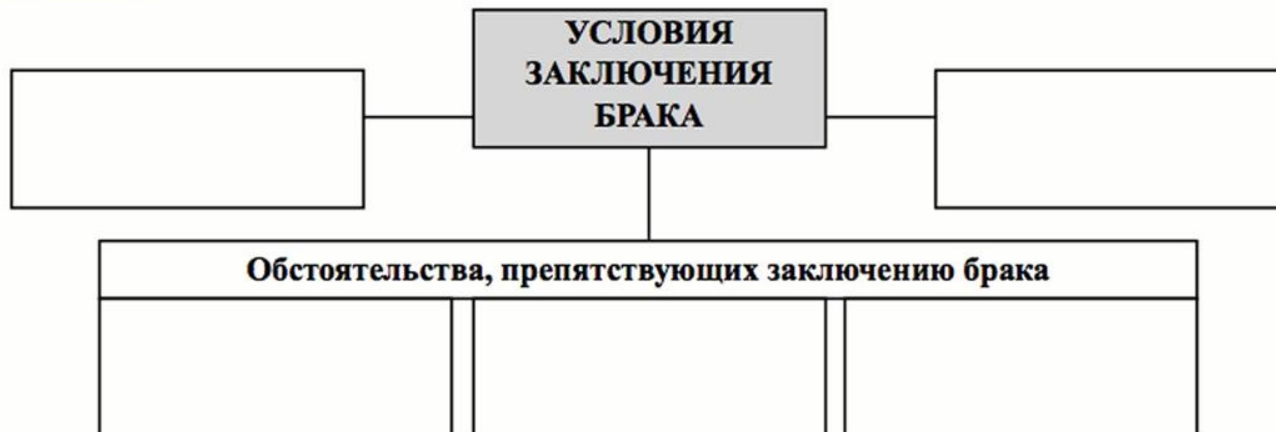 УСЛОВИЯ
ЗАКЛЮЧЕНИЯ
БРАКА
Обстоятельства, препятствующих заключению брака